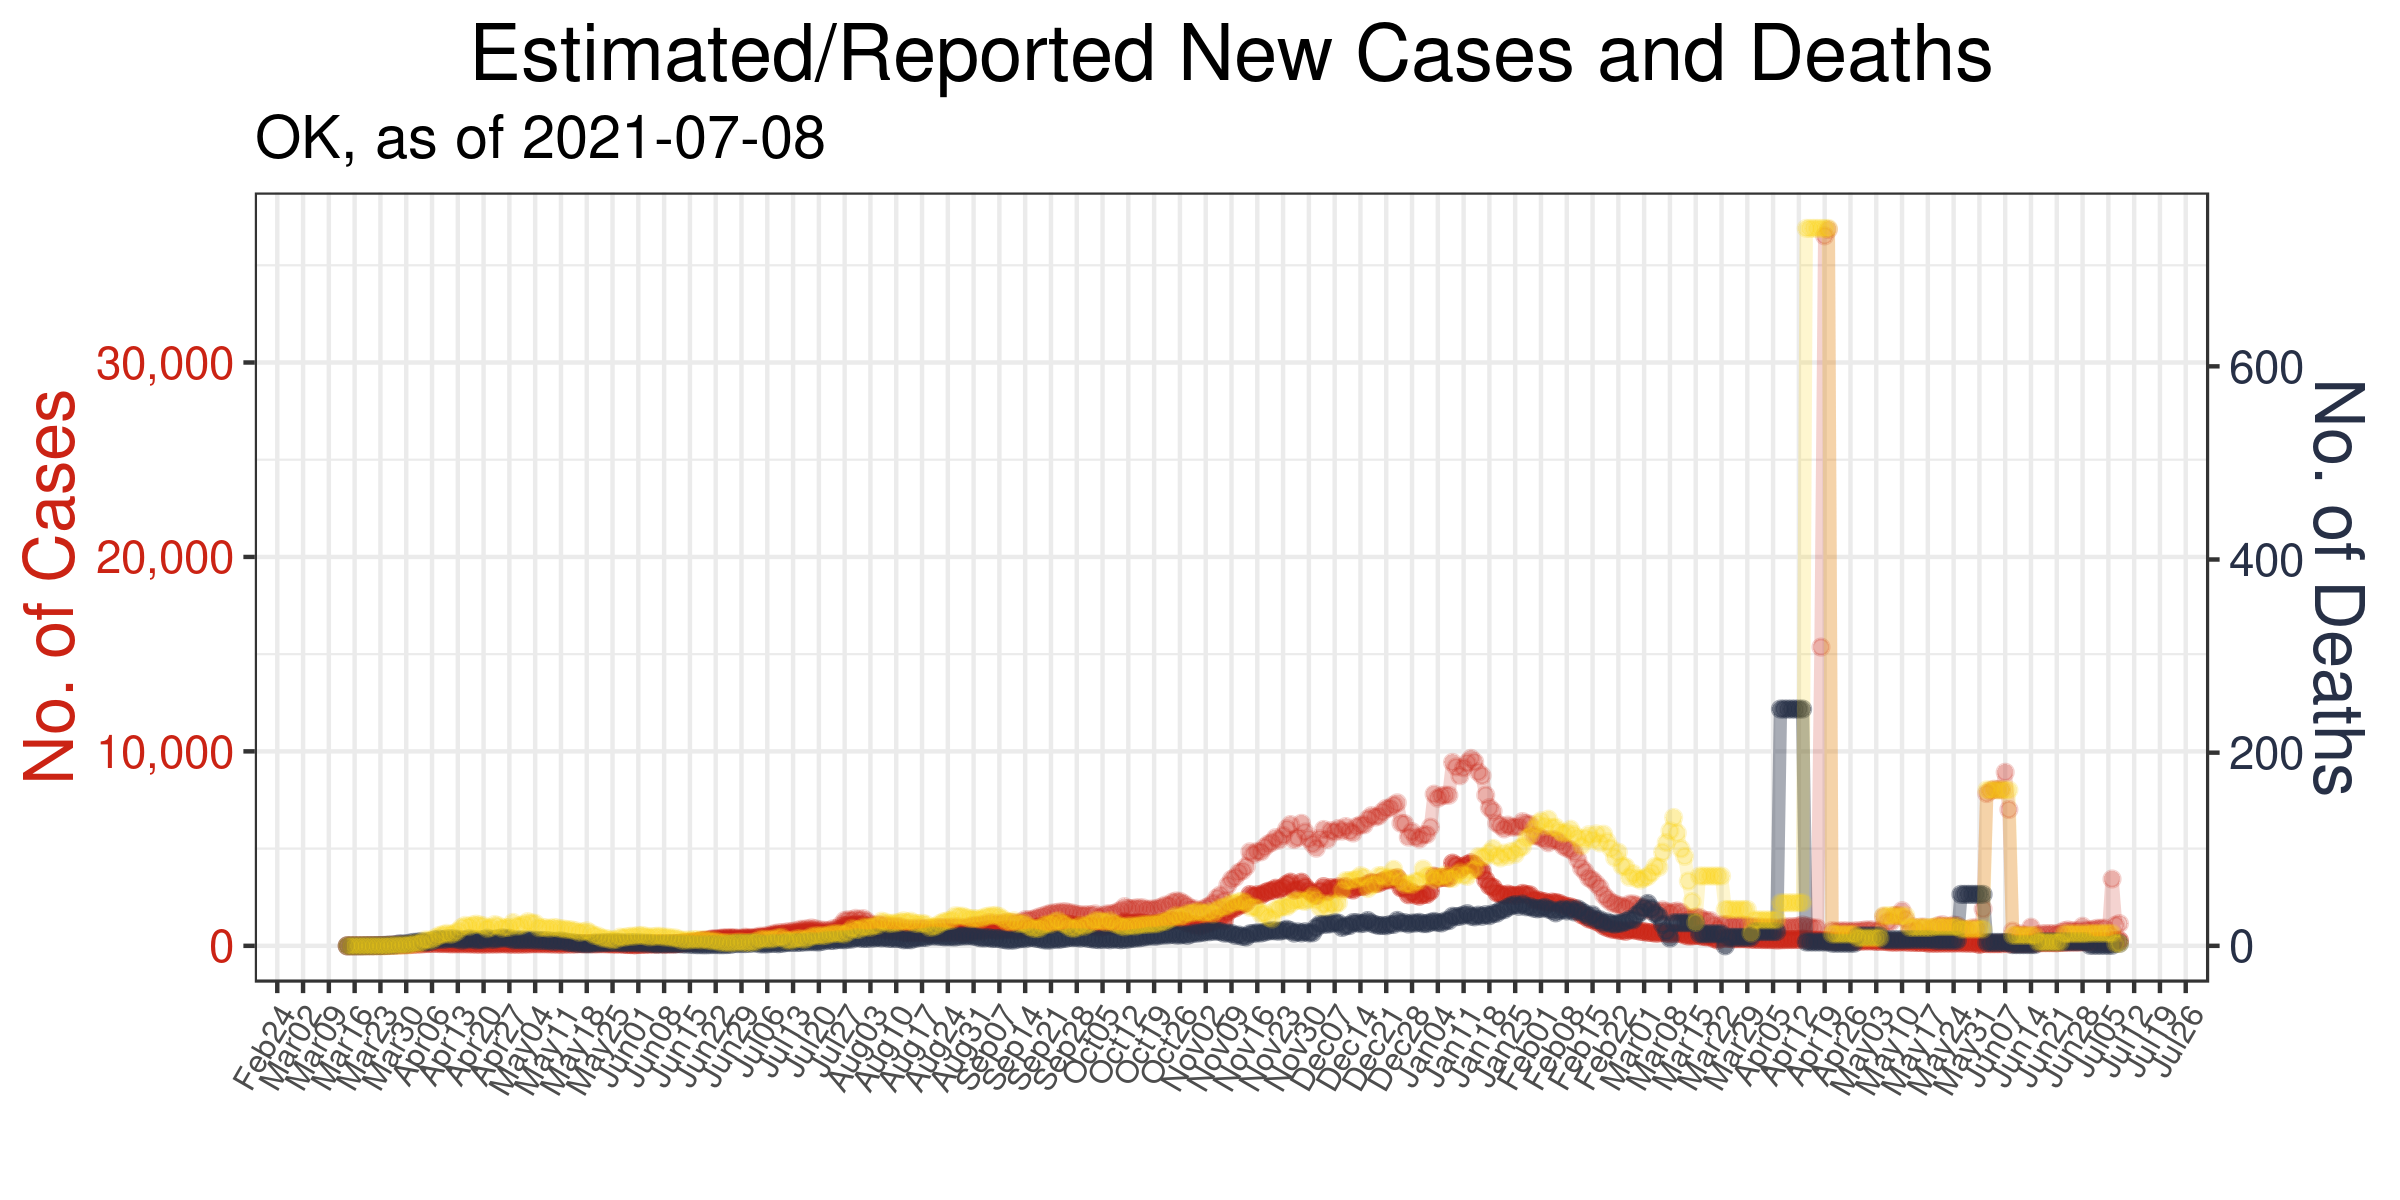 Estimated/Reported New Cases and Deaths
OK, as of 2021-07-08
No. of Cases
30,000
20,000
10,000
0
600
400
200
0
No. of Deaths
Feb24
Mar02
Mar09
Mar16
Mar23
Mar30
Apr06
Apr13
Apr20
Apr27
May04
May11
May18
May25
Jun01
Jun08
Jun15
Jun22
Jun29
Jul06
Jul13
Jul20
Jul27
Aug03
Aug10
Aug17
Aug24
Aug31
Sep07
Sep14
Sep21
Sep28
Oct05
Oct12
Oct19
Oct26
Nov02
Nov09
Nov16
Nov23
Nov30
Dec07
Dec14
Dec21
Dec28
Jan04
Jan11
Jan18
Jan25
Feb01
Feb08
Feb15
Feb22
Mar01
Mar08
Mar15
Mar22
Mar29
Apr05
Apr12
Apr19
Apr26
May03
May10
May17
May24
May31
Jun07
Jun14
Jun21
Jun28
Jul05
Jul12
Jul19
Jul26